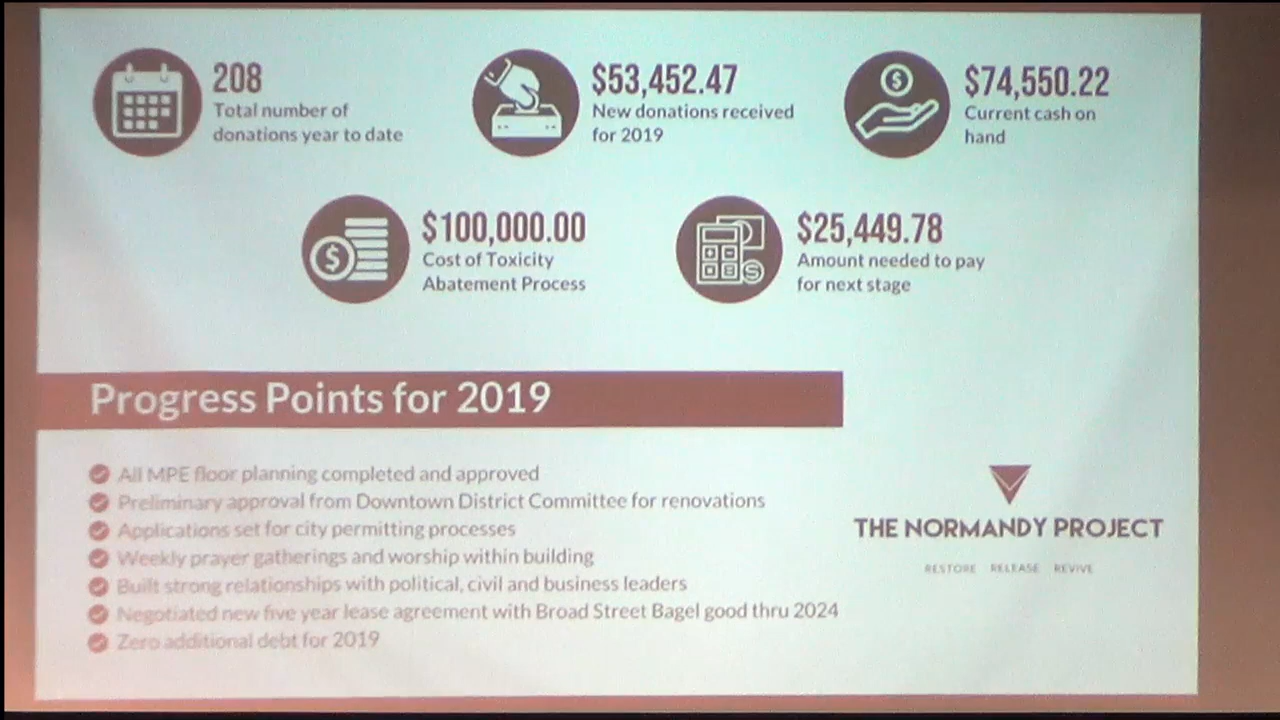 208
Total number of
donations year to date
$53,452.47
New donations received
for 2019
$74,550.22
Current cash on
hand
$100,000.00
Cost of Toxicity
Abatement Process
$25,449.78
Amount needed to pay
for next stage
Progress Points for 2019
All MPE floor planning completed and approved
Preliminary approval from Downtown District Committee for renovations
Applications set for city permitting processes
Weekly prayer gatherings and worship within building
Built strong relationships with political, civil and business leaders
Negotiated new five year lease agreement with Broad Street Bagel good thru 2024
Zero additional debt for 2019
THE NORMANDY PROJECT
RESTORE RELEASE REVIVE